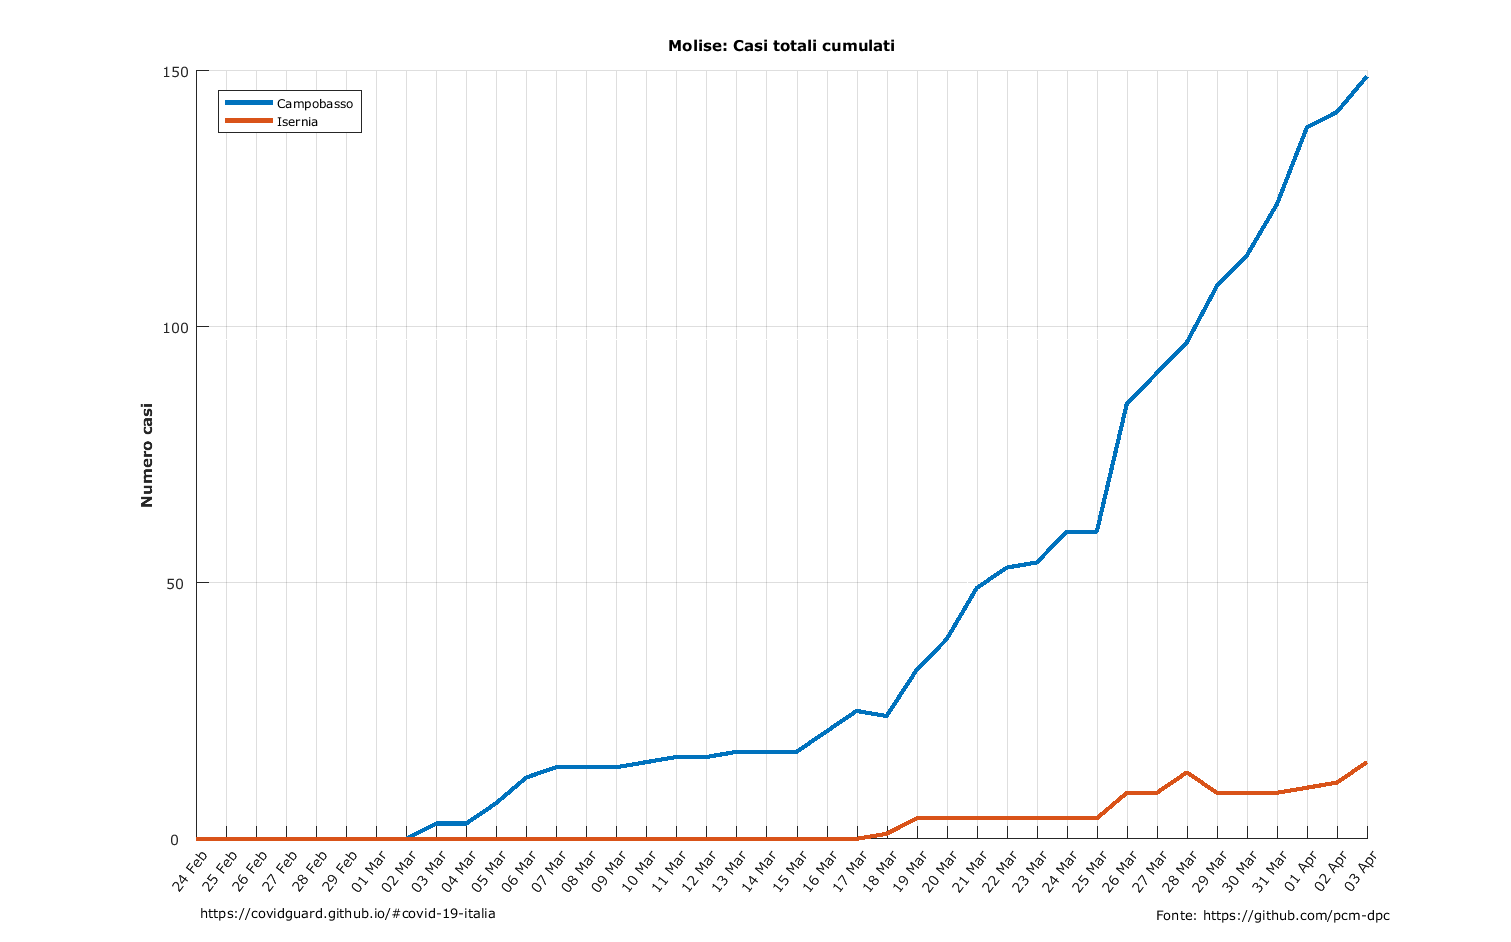 Molise: Casi totali cumulati
150
Campobasso
Isernia
100
Numero casi
50
0
24 Feb
25 Feb
26 Feb
27 Feb
28 Feb
29 Feb
01 Mar
02 Mar
03 Mar
04 Mar
05 Mar
06 Mar
07 Mar
08 Mar
09 Mar
10 Mar
11 Mar
12 Mar
13 Mar
14 Mar
15 Mar
16 Mar
17 Mar
18 Mar
19 Mar
20 Mar
21 Mar
22 Mar
23 Mar
24 Mar
25 Mar
26 Mar
27 Mar
28 Mar
29 Mar
30 Mar
31 Mar
01 Apr
02 Apr
03 Apr
https://covidguard.github.io/#covid-19-italia
Fonte: https://github.com/pcm-dpc